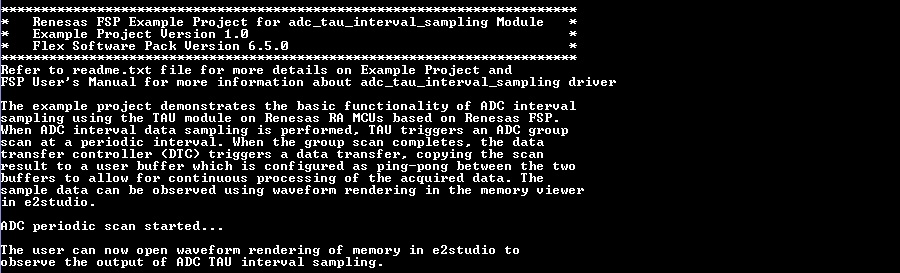 *************************************************************************
*   Renesas FSP Example Project for adc_tau_interval_sampling Module   *
*   Example Project Version 1.0                                        *
*   Flex Software Pack Version 6.5.0                                   *
*************************************************************************
Refer to readme.txt file for more details on Example Project and
FSP User's Manual for more information about adc_tau_interval_sampling driver
The example project demonstrates the basic functionality of ADC interval
sampling using the TAU module on Renesas RA MCUs based on Renesas FSP.
When ADC interval data sampling is performed, TAU triggers an ADC group
scan at a periodic interval. When the group scan completes, the data
transfer controller (DTC) triggers a data transfer, copying the scan
result to a user buffer which is configured as ping-pong between the two
buffers to allow for continuous processing of the acquired data. The
sample data can be observed using waveform rendering in the memory viewer
in e2studio.
ADC periodic scan started...
The user can now open waveform rendering of memory in e2studio to
observe the output of ADC TAU interval sampling.